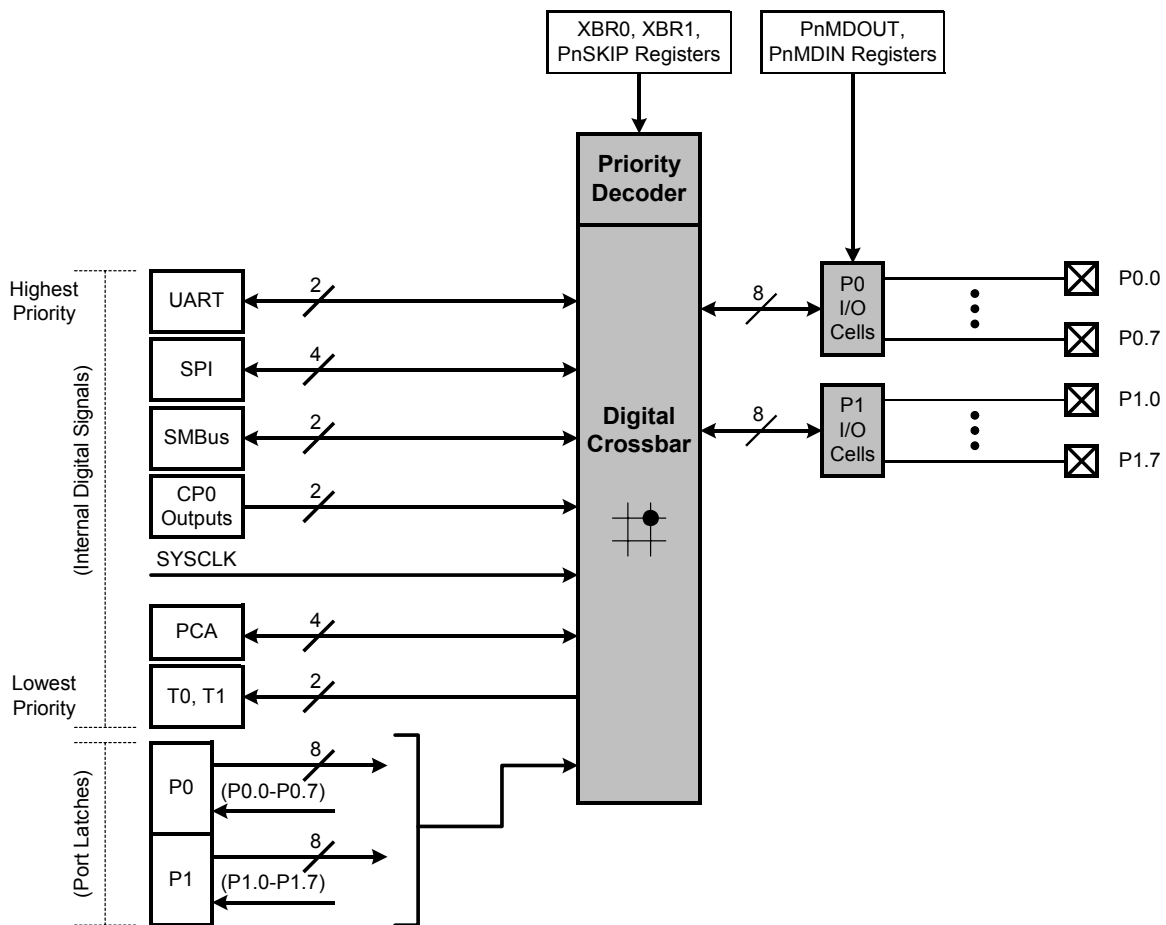 XBR0, XBR1,
PnSKIP Registers
PnMDOUT,
PnMDIN Registers
Priority
Decoder
Highest
Priority
(Internal Digital Signals)
UART
2
SPI
4
SMBus
2
CP0
Outputs
2
SYSCLK
PCA
4
Lowest
Priority
T0, T1
2
Digital
Crossbar
8
P0
I/O
Cells
P0.0
P0.7
8
P1
I/O
Cells
P1.0
P1.7
(Port Latches)
P0
8
(P0.0-P0.7)
P1
8
(P1.0-P1.7)